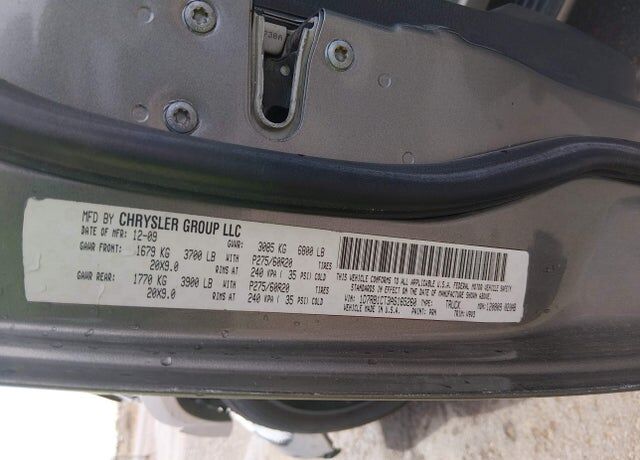 MFD BY CHRYSLER GROUP LLC
DATE OF MFR: 12-09 GVWR: 3085 KG 6800 LB
GAWR FRONT: 1679 KG 3700 LB WITH P275/60R20 TIRES
20X9.0 RIMS AT 240 KPA ( 35 PSI) COLD
GAWR REAR: 1770 KG 3900 LB WITH P275/60R20 TIRES
20X9.0 RIMS AT 240 KPA ( 35 PSI) COLD
THIS VEHICLE CONFORMS TO ALL APPLICABLE U.S.A. FEDERAL MOTOR VEHICLE SAFETY
STANDARDS IN EFFECT ON THE DATE OF MANUFACTURE SHOWN ABOVE.
VIN: TYPE: TRUCK
VEHICLE MADE IN U.S.A. PAINT: TRIM: